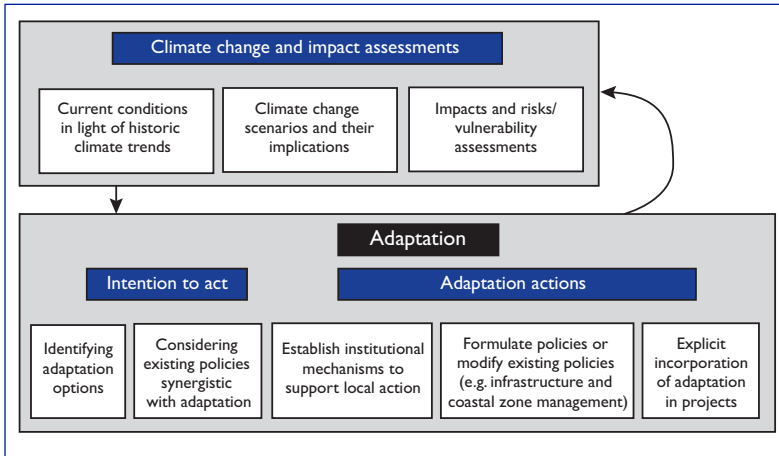 Climate change and impact assessments
Current conditions
in light of historic
climate trends
Climate change
scenarios and their
implications
Impacts and risks/
vulnerability
assessments
Adaptation
Intention to act
Adaptation actions
Identifying
adaptation
options
Considering
existing policies
synergistic
with adaptation
Establish institutional
mechanisms to
support local action
Formulate policies or
modify existing policies
(e.g. infrastructure and
coastal zone management)
Explicit
incorporation
of adaptation
in projects